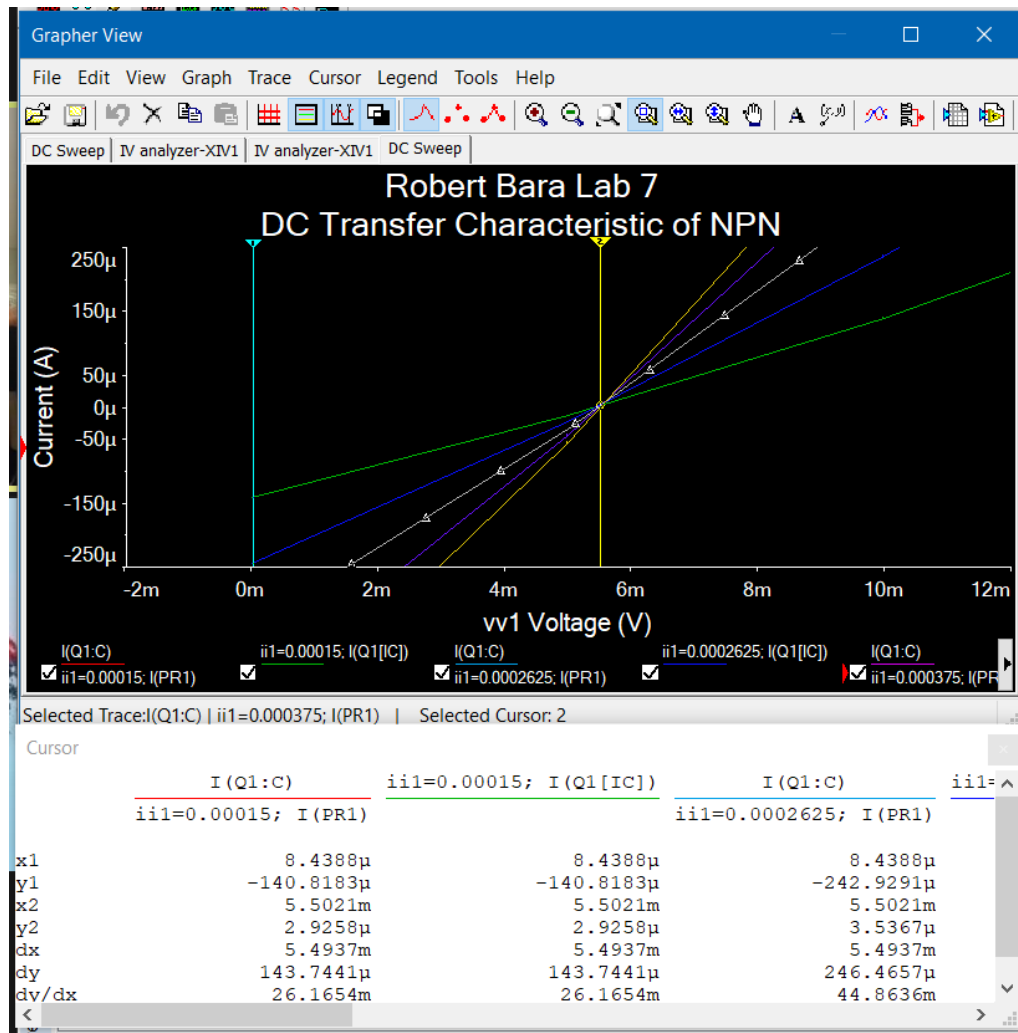 Grapher View
File Edit View Graph Trace Cursor Legend Tools Help
A (x,y)
DC Sweep IV analyzer-XIV1 IV analyzer-XIV1 DC Sweep
Robert Bara Lab 7
DC Transfer Characteristic of NPN
1 2
250µ
150µ
50µ
0µ
-50µ
-150µ
-250µ
Current (A)
-2m 0m 2m 4m 6m 8m 10m 12m
vv1 Voltage (V)
I(Q1:C) ii1=0.00015; I(Q1[IC]) I(Q1:C) ii1=0.0002625; I(Q1[IC]) I(Q1:C)
ii1=0.00015; I(PR1) ii1=0.0002625; I(PR1) ii1=0.000375; I(PR
Selected Trace:I(Q1:C) | ii1=0.000375; I(PR1) | Selected Cursor: 2
Cursor
I(Q1:C) ii1=0.00015; I(Q1[IC]) I(Q1:C) ii1=
ii1=0.00015; I(PR1) ii1=0.0002625; I(PR1)
x1 8.4388µ 8.4388µ 8.4388µ
y1 -140.8183µ -140.8183µ -242.9291µ
x2 5.5021m 5.5021m 5.5021m
y2 2.9258µ 2.9258µ 3.5367µ
dx 5.4937m 5.4937m 5.4937m
dy 143.7441µ 143.7441µ 246.4657µ
dy/dx 26.1654m 26.1654m 44.8636m